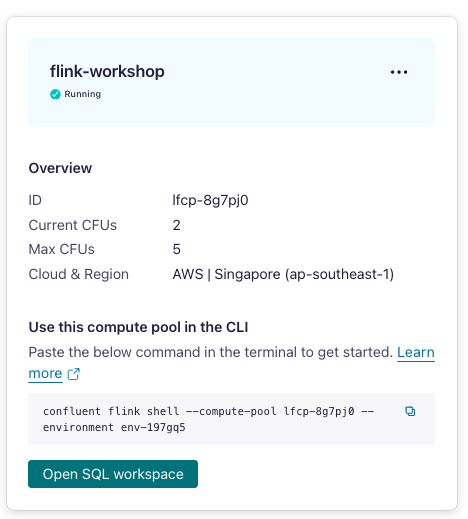 flink-workshop
Running
Overview
ID lfcp-8g7pj0
Current CFUs 2
Max CFUs 5
Cloud & Region AWS | Singapore (ap-southeast-1)
Use this compute pool in the CLI
Paste the below command in the terminal to get started. Learn
more
confluent flink shell --compute-pool lfcp-8g7pj0 --
environment env-197gq5
Open SQL workspace